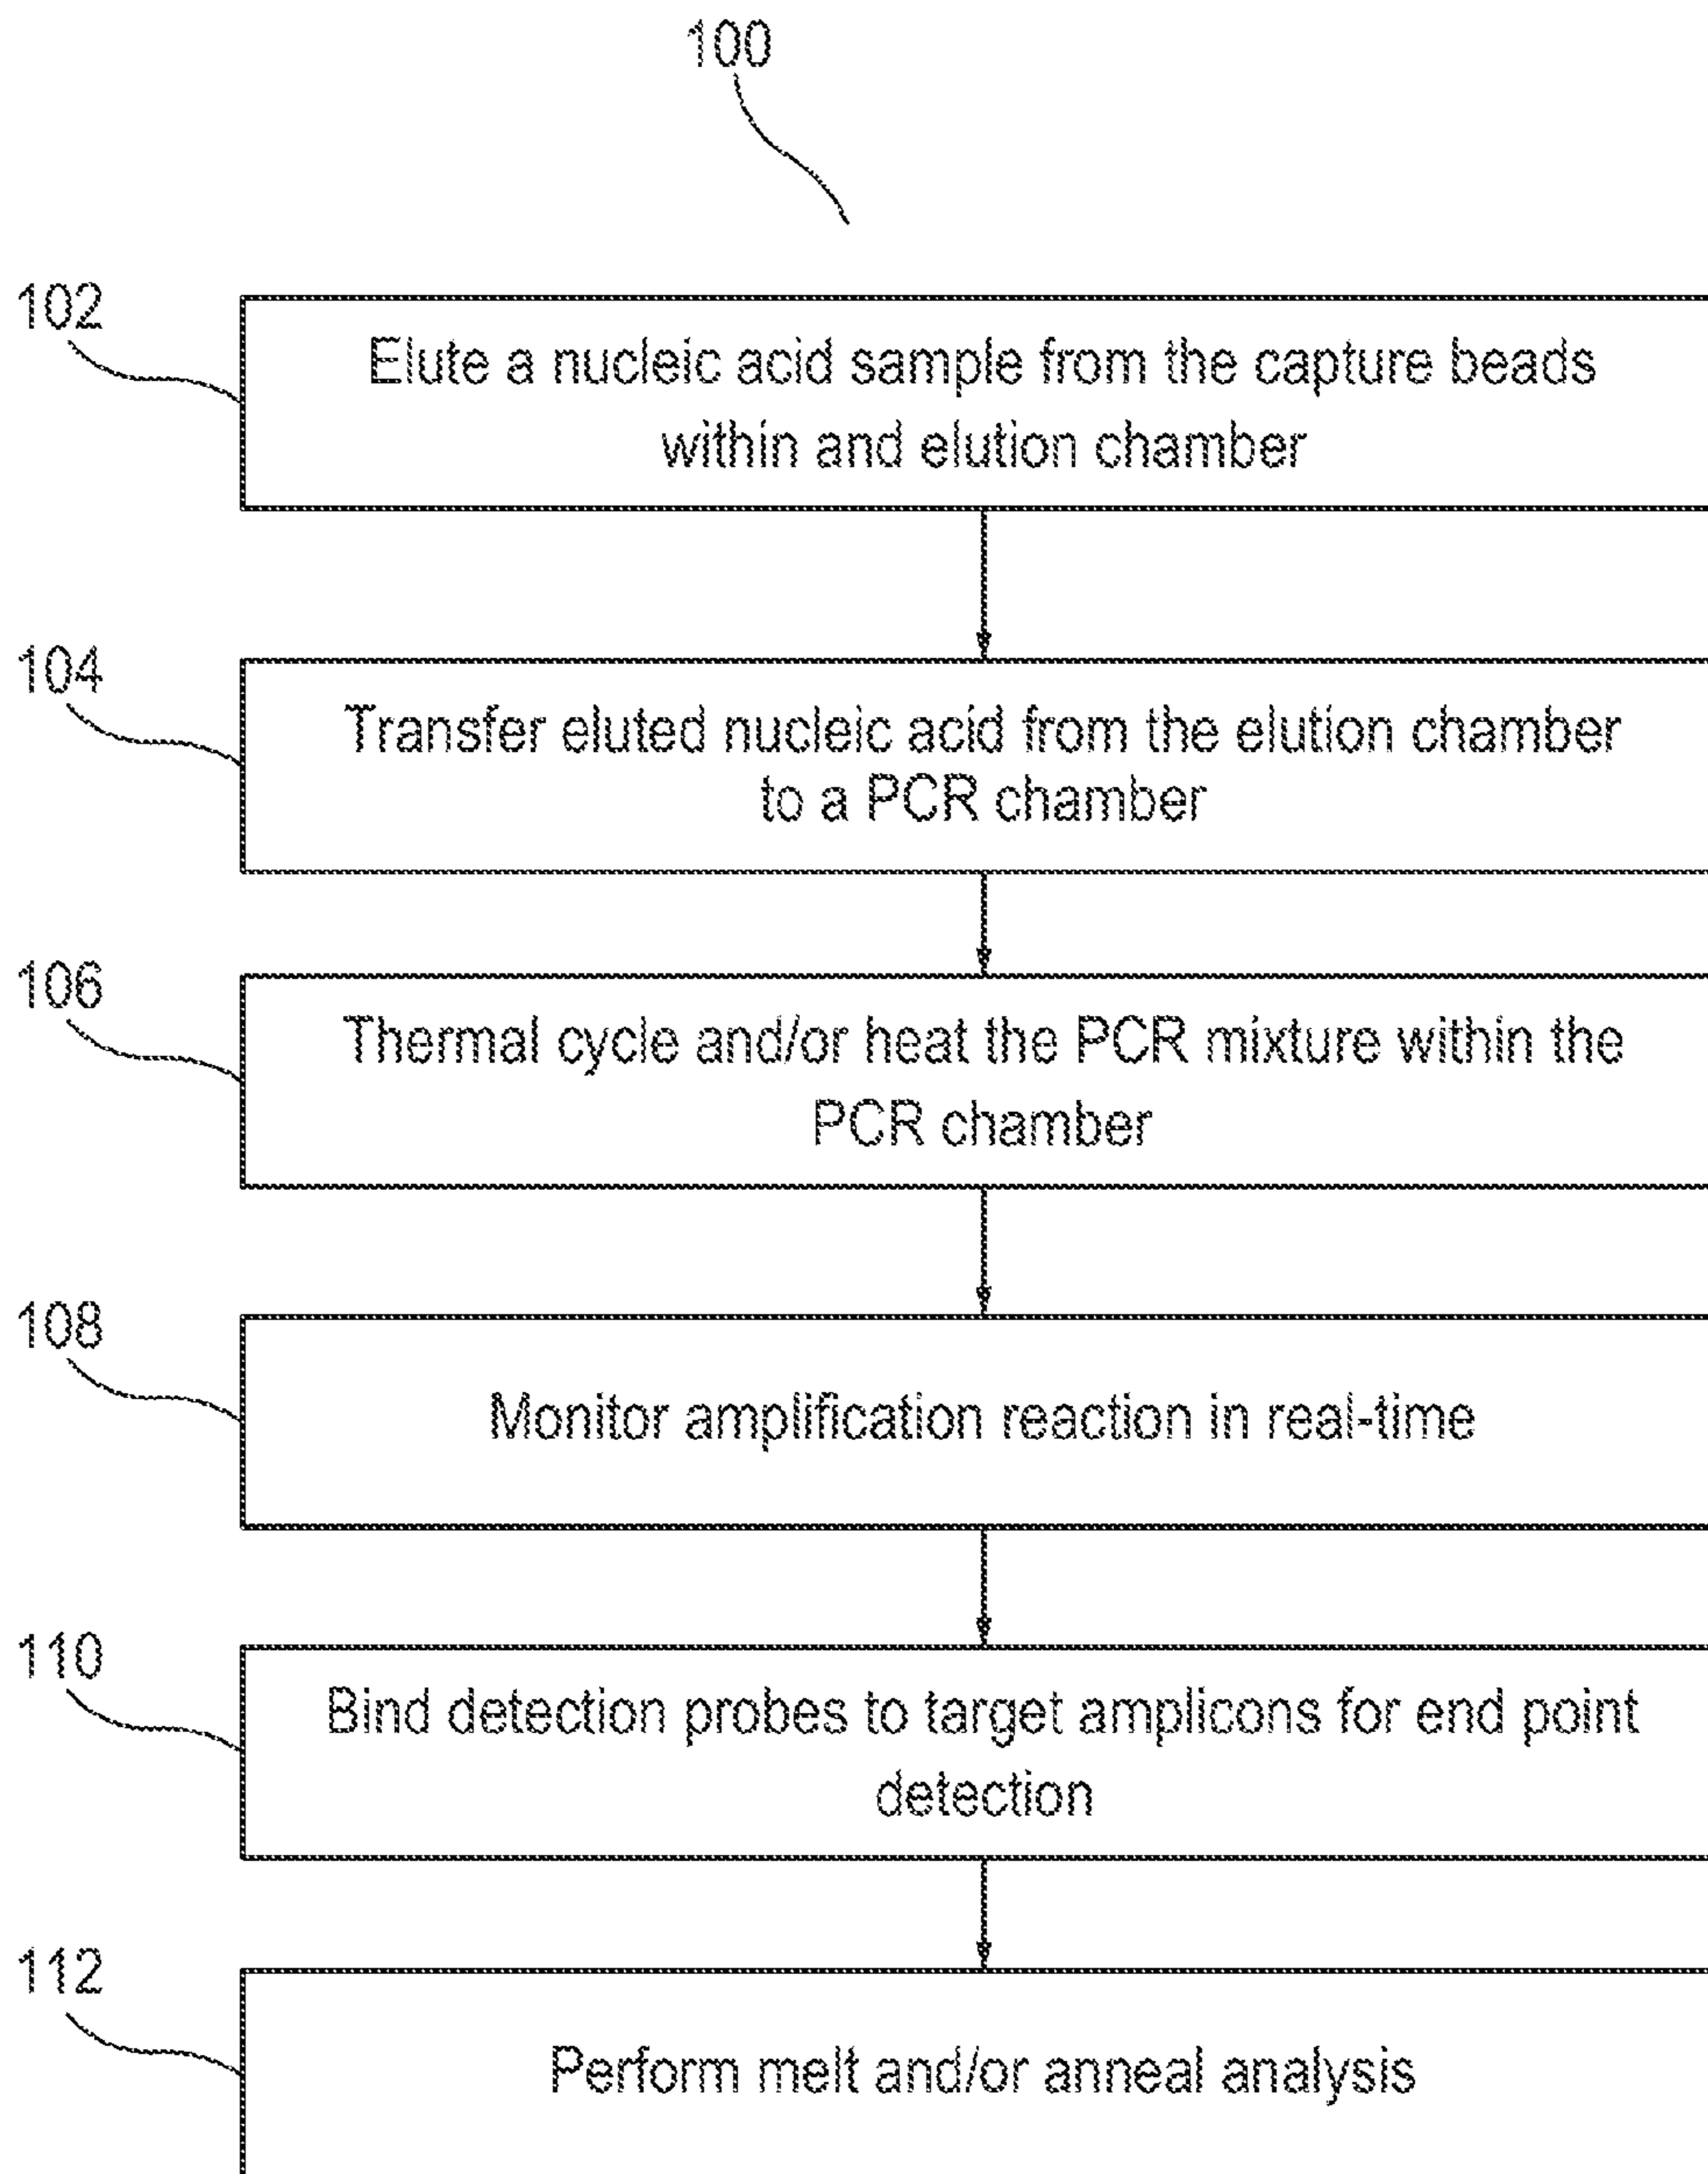 100
102
Elute a nucleic acid sample from the capture beads
within and elution chamber
104
Transfer eluted nucleic acid from the elution chamber
to a PCR chamber
106
Thermal cycle and/or heat the PCR mixture within the
PCR chamber
108
Monitor amplification reaction in real-time
110
Bind detection probes to target amplicons for end point
detection
112
Perform melt and/or anneal analysis